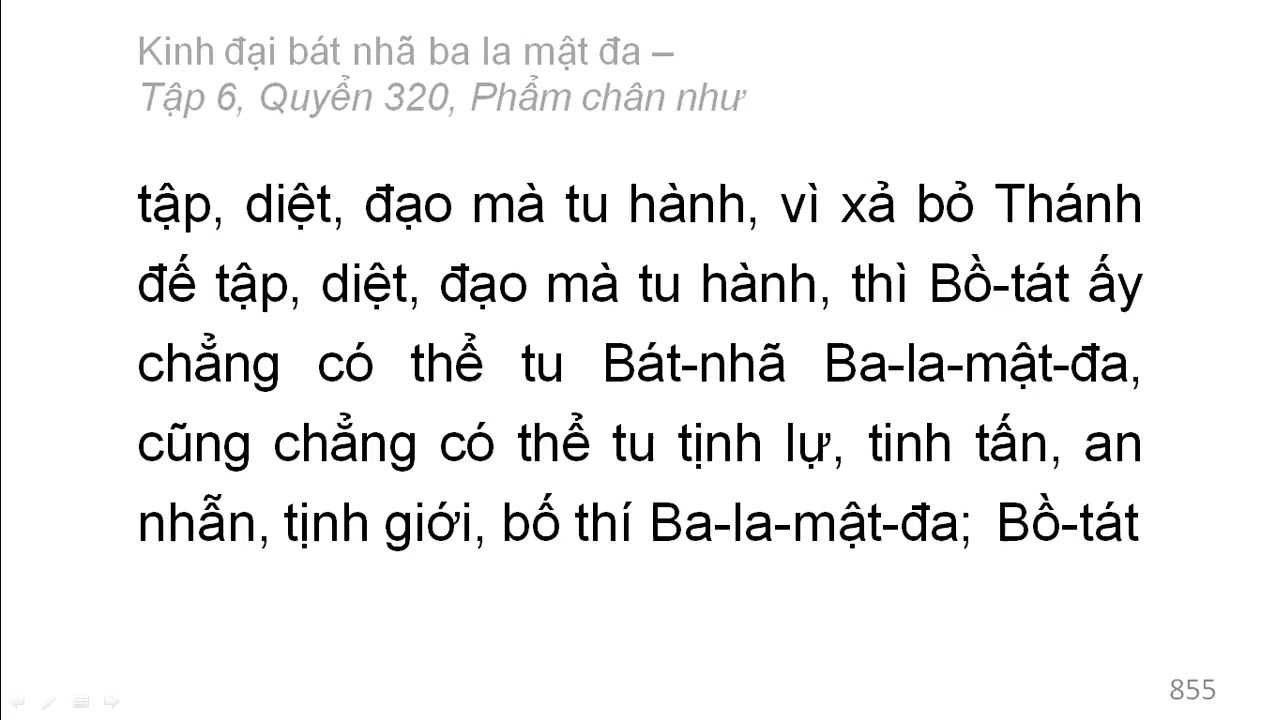 Kinh đại bát nhã ba la mật đa –
Tập 6, Quyển 320, Phẩm chân như
tập, diệt, đạo mà tu hành, vì xả bỏ Thánh
đế tập, diệt, đạo mà tu hành, thì Bồ-tát ấy
chẳng có thể tu Bát-nhã Ba-la-mật-đa,
cũng chẳng có thể tu tịnh lự, tinh tấn, an
nhẫn, tịnh giới, bố thí Ba-la-mật-đa; Bồ-tát
855